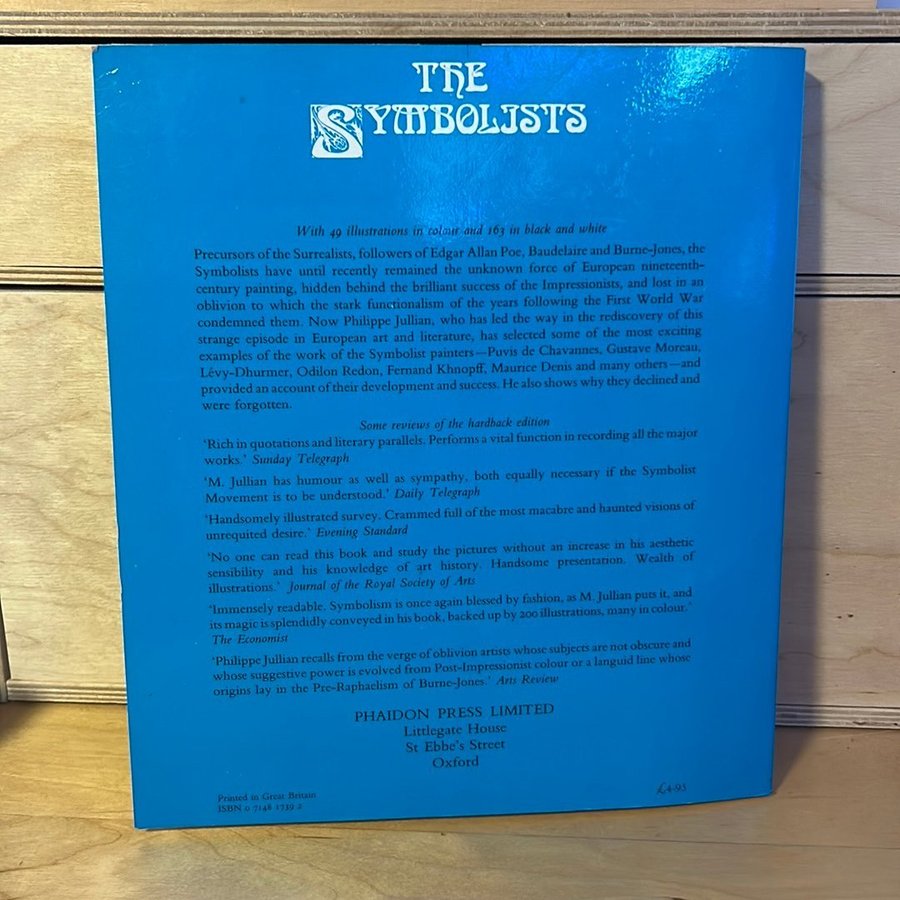 THE
SYMBOLISTS
With 49 illustrations in colour and 163 in black and white
Precursors of the Surrealists, followers of Edgar Allan Poe, Baudelaire and Burne-Jones, the
Symbolists have until recently remained the unknown force of European nineteenth-
century painting, hidden behind the brilliant success of the Impressionists, and lost in an
oblivion to which the stark functionalism of the years following the First World War
condemned them. Now Philippe Jullian, who has led the way in the rediscovery of this
strange episode in European art and literature, has selected some of the most exciting
examples of the work of the Symbolist painters—Puvis de Chavannes, Gustave Moreau,
Lévy-Dhurmer, Odilon Redon, Fernand Khnopff, Maurice Denis and many others—and
provided an account of their development and success. He also shows why they declined and
were forgotten.
Some reviews of the hardback edition
'Rich in quotations and literary parallels. Performs a vital function in recording all the major
works.' Sunday Telegraph
'M. Jullian has humour as well as sympathy, both equally necessary if the Symbolist
Movement is to be understood.' Daily Telegraph
'Handsomely illustrated survey. Crammed full of the most macabre and haunted visions of
unrequited desire.' Evening Standard
'No one can read this book and study the pictures without an increase in his aesthetic
sensibility and his knowledge of art history. Handsome presentation. Wealth of
illustrations.' Journal of the Royal Society of Arts
'Immensely readable. Symbolism is once again blessed by fashion, as M. Jullian puts it, and
its magic is splendidly conveyed in his book, backed up by 200 illustrations, many in colour.'
The Economist
'Philippe Jullian recalls from the verge of oblivion artists whose subjects are not obscure and
whose suggestive power is evolved from Post-Impressionist colour or a languid line whose
origins lay in the Pre-Raphaelism of Burne-Jones.' Arts Review
PHAIDON PRESS LIMITED
Littlegate House
St Ebbe's Street
Oxford
Printed in Great Britain
ISBN 0 7148 1739 2
£4.95